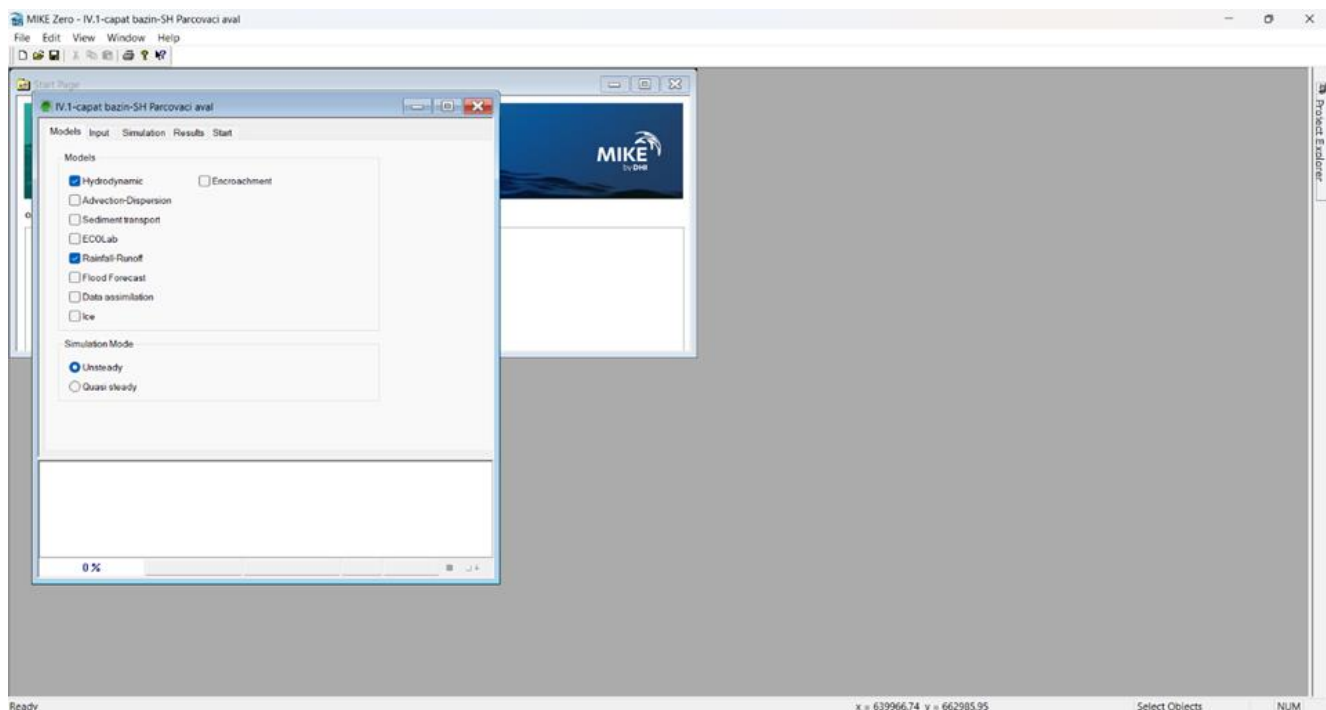 MIKE Zero - IV.1-capat bazin-SH Parcovaci aval
File Edit View Window Help
Start Page
IV.1-capat bazin-SH Parcovaci aval
Models Input Simulation Results Start
Models
Hydrodynamic Encroachment
Advection-Dispersion
Sediment transport
ECOLab
Rainfall-Runoff
Flood Forecast
Data assimilation
Ice
Simulation Mode
Unsteady
Quasi steady
0 %
MIKE
by DHI
Project Explorer
Ready x = 639966.74 y = 662985.95 Select Objects NUM